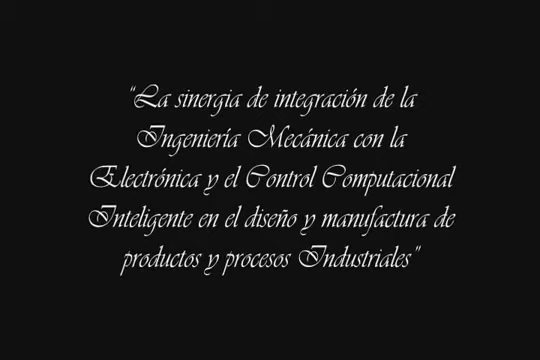 “La sinergia de integración de la
Ingeniería Mecánica con la
Electrónica y el Control Computacional
Inteligente en el diseño y manufactura de
productos y procesos Industriales”